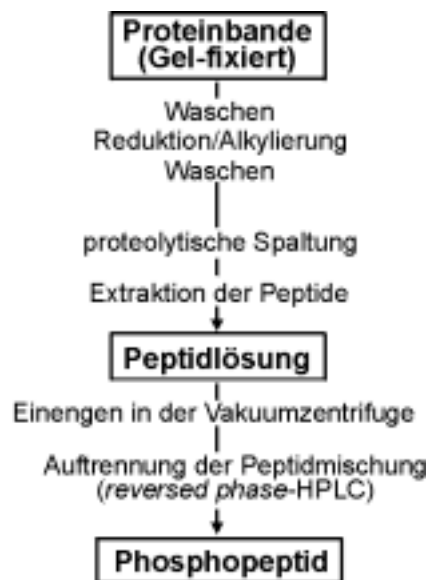 Proteinbande
(Gel-fixiert)
Waschen
Reduktion/Alkylierung
Waschen
proteolytische Spaltung
Extraktion der Peptide
Peptidlösung
Einengen in der Vakuumzentrifuge
Auftrennung der Peptidmischung
(reversed phase-HPLC)
Phosphopeptid